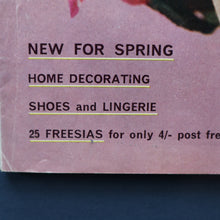 NEW FOR SPRING
HOME DECORATiNG
SHOES and LINGERIE
25 FREESIAS for only 4/- post fre